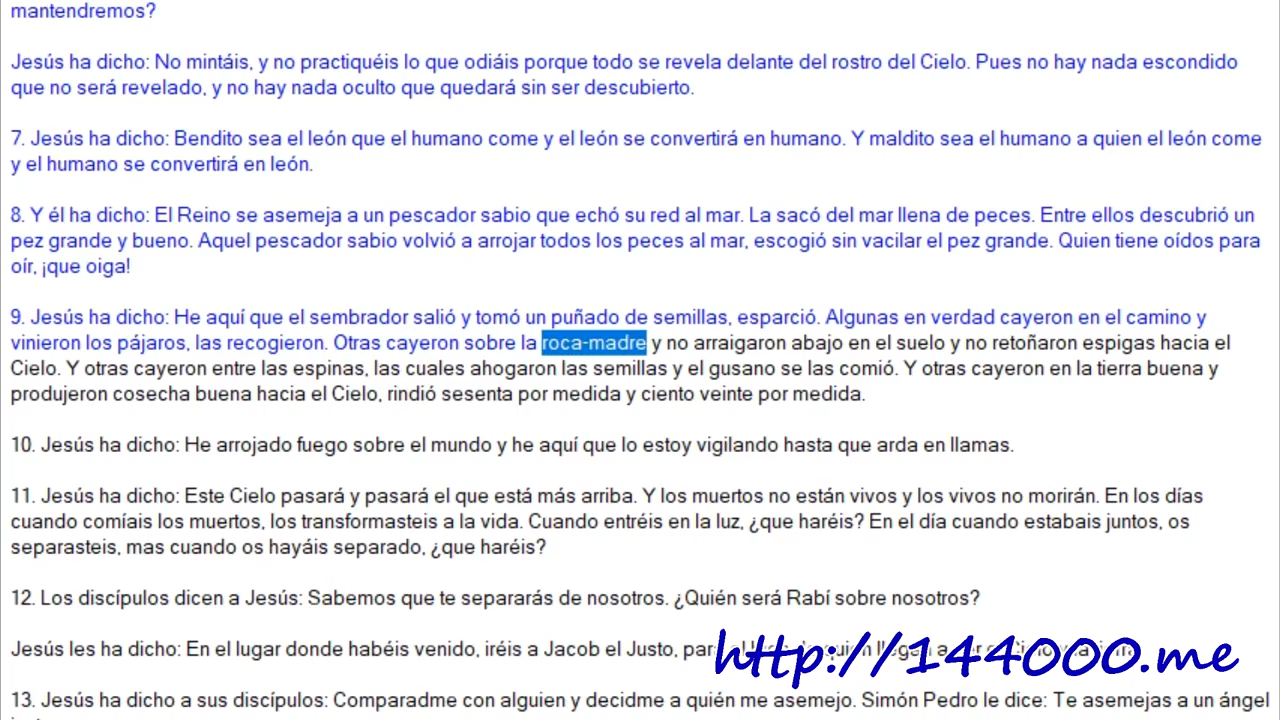 mantendremos?
Jesús ha dicho: No mintáis, y no practiquéis lo que odiáis porque todo se revela delante del rostro del Cielo. Pues no hay nada escondido
que no será revelado, y no hay nada oculto que quedará sin ser descubierto.
7. Jesús ha dicho: Bendito sea el león que el humano come y el león se convertirá en humano. Y maldito sea el humano a quien el león come
y el humano se convertirá en león.
8. Y él ha dicho: El Reino se asemeja a un pescador sabio que echó su red al mar. La sacó del mar llena de peces. Entre ellos descubrió un
pez grande y bueno. Aquel pescador sabio volvió a arrojar todos los peces al mar, escogió sin vacilar el pez grande. Quien tiene oídos para
oír, ¡que oiga!
9. Jesús ha dicho: He aquí que el sembrador salió y tomó un puñado de semillas, esparció. Algunas en verdad cayeron en el camino y
vinieron los pájaros, las recogieron. Otras cayeron sobre la roca-madre y no arraigaron abajo en el suelo y no retoñaron espigas hacia el
Cielo. Y otras cayeron entre las espinas, las cuales ahogaron las semillas y el gusano se las comió. Y otras cayeron en la tierra buena y
produjeron cosecha buena hacia el Cielo, rindió sesenta por medida y ciento veinte por medida.
10. Jesús ha dicho: He arrojado fuego sobre el mundo y he aquí que lo estoy vigilando hasta que arda en llamas.
11. Jesús ha dicho: Este Cielo pasará y pasará el que está más arriba. Y los muertos no están vivos y los vivos no morirán. En los días
cuando comíais los muertos, los transformasteis a la vida. Cuando entréis en la luz, ¿que haréis? En el día cuando estabais juntos, os
separasteis, mas cuando os hayáis separado, ¿que haréis?
12. Los discípulos dicen a Jesús: Sabemos que te separarás de nosotros. ¿Quién será Rabí sobre nosotros?
Jesús les ha dicho: En el lugar donde habéis venido, iréis a Jacob el Justo,
http://144000.me
13. Jesús ha dicho a sus discípulos: Comparadme con alguien y decidme a quién me asemejo. Simón Pedro le dice: Te asemejas a un ángel